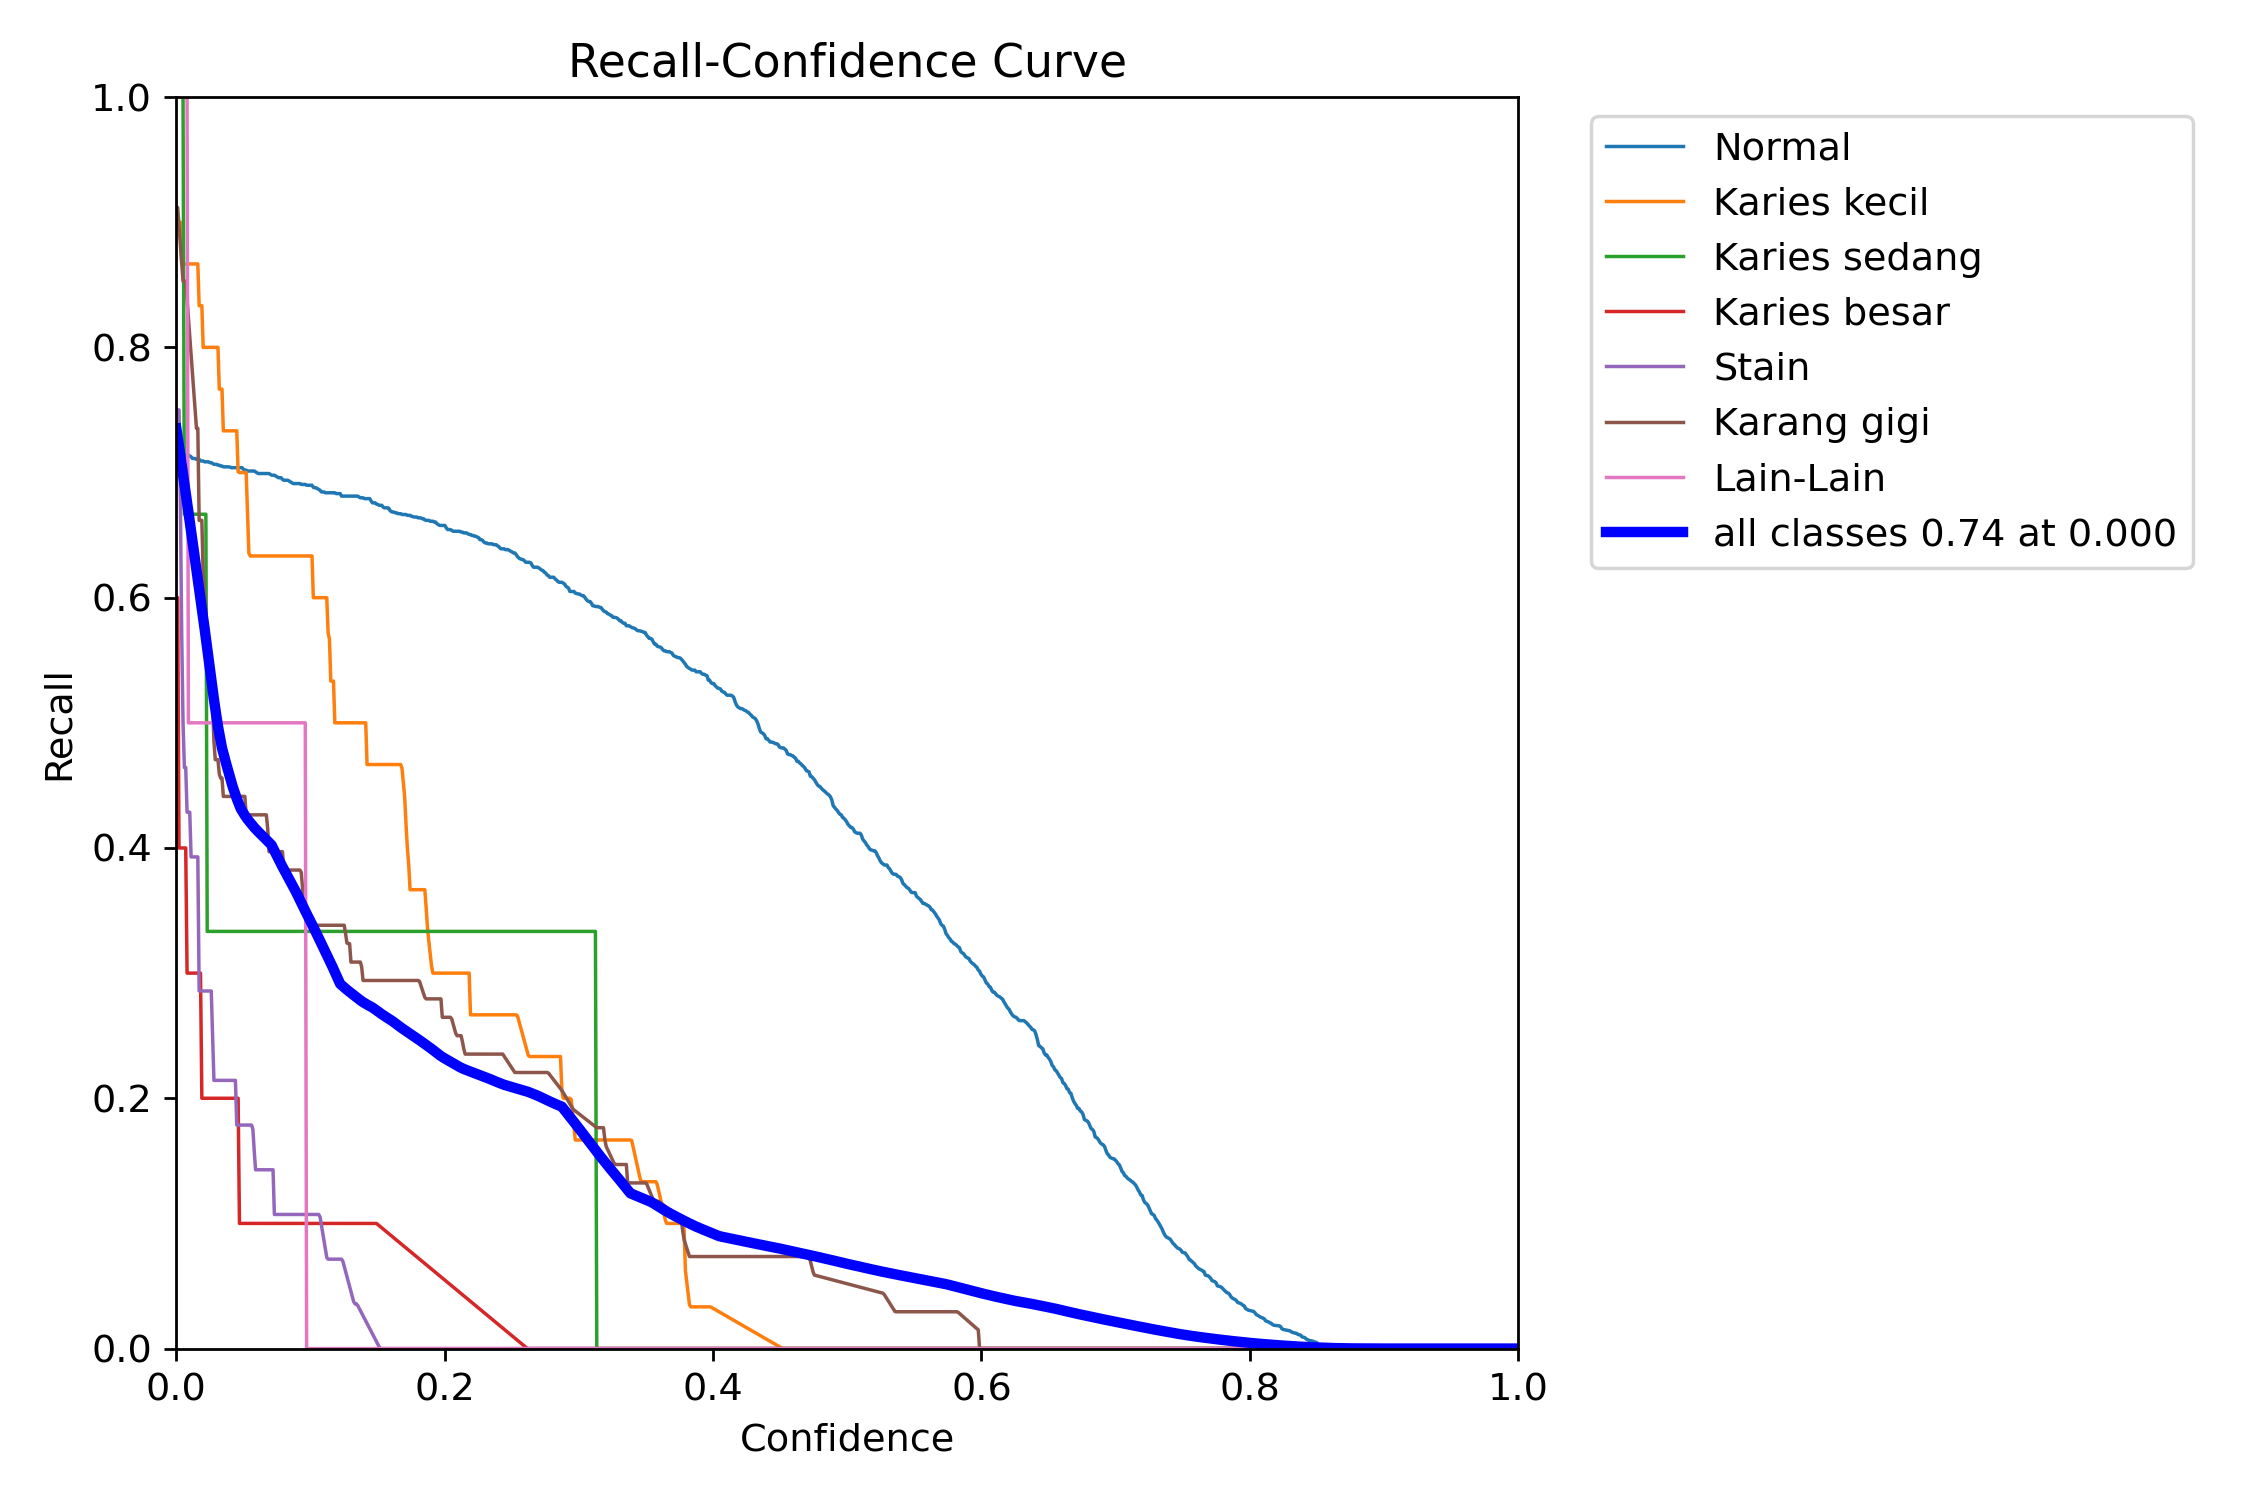 Recall-Confidence Curve
1.0
0.8
0.6
0.4
0.2
0.0
Recall
0.0 0.2 0.4 0.6 0.8 1.0
Confidence
Normal
Karies kecil
Karies sedang
Karies besar
Stain
Karang gigi
Lain-Lain
all classes 0.74 at 0.000